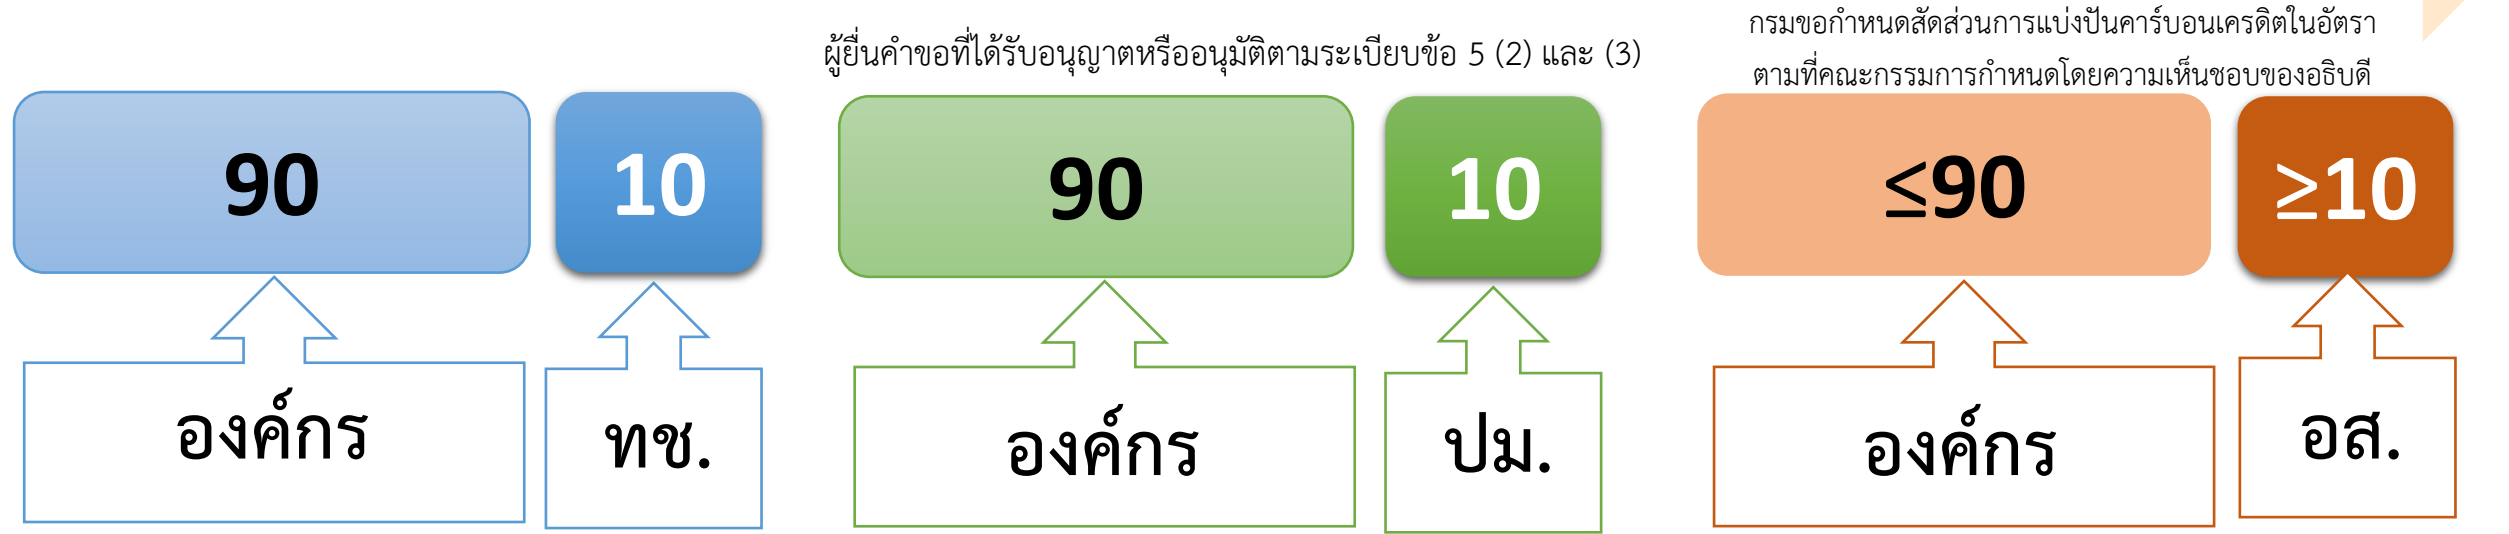 ผู้ยื่นคำขอที่ได้รับอนุญาตหรืออนุมัติตามระเบียบข้อ 5 (2) และ (3)
กรมขอกำหนดสัดส่วนการแบ่งปันคาร์บอนเครดิตในอัตรา
ตามที่คณะกรรมการกำหนดโดยความเห็นชอบของอธิบดี
90 10 90 10 ≤90 ≥10
องค์กร ทช. องค์กร ปม. องค์กร อส.